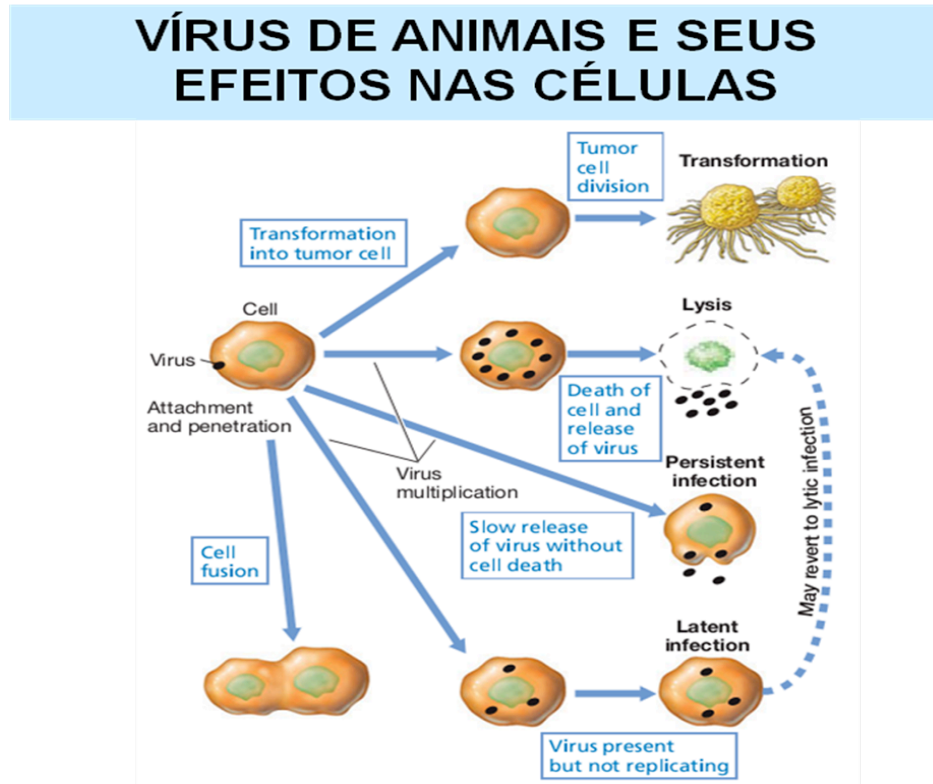 VÍRUS DE ANIMAIS E SEUS
EFEITOS NAS CÉLULAS
Tumor
cell
division
Transformation
Transformation
into tumor cell
Cell
Virus
Attachment
and penetration
Lysis
Death of
cell and
release
of virus
Virus
multiplication
Persistent
infection
Slow release
of virus without
cell death
May revert to lytic infection
Cell
fusion
Latent
infection
Virus present
but not replicating